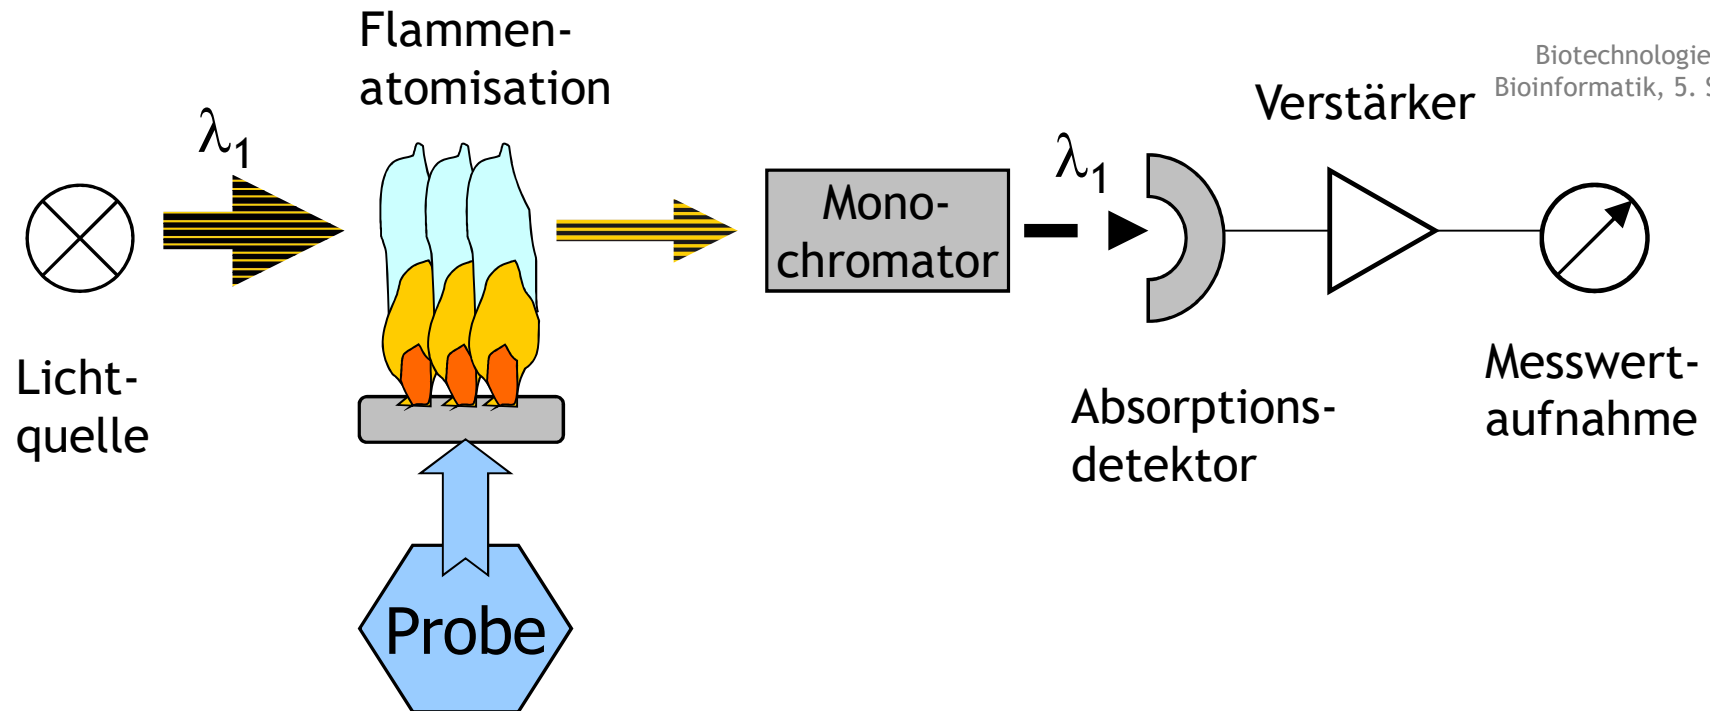 Flammen-
atomisation
Biotechnologie
Bioinformatik, 5. S
Verstärker
λ1
λ1
Mono-
chromator
Licht-
quelle
Absorptions-
detektor
Messwert-
aufnahme
Probe